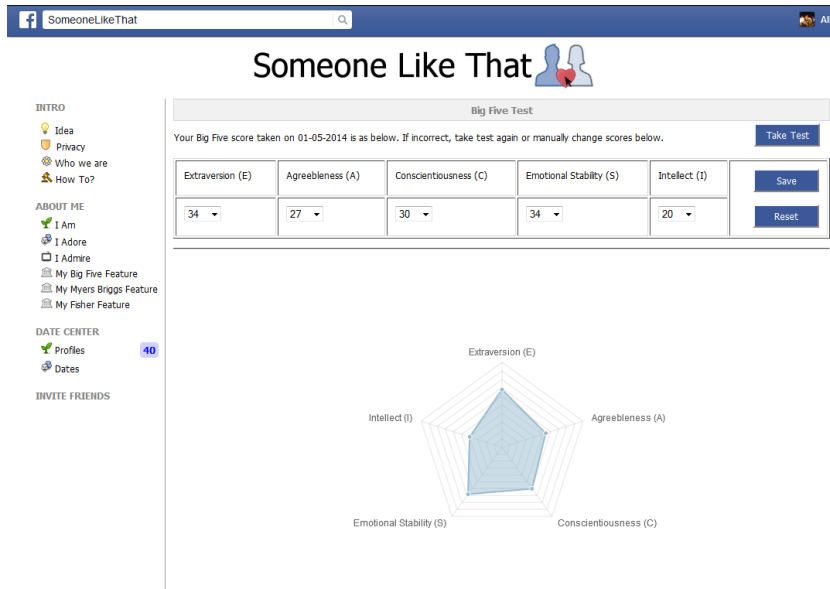 SomeoneLikeThat
Someone Like That
INTRO
Idea
Privacy
Who we are
How To?
ABOUT ME
I Am
I Adore
I Admire
My Big Five Feature
My Myers Briggs Feature
My Fisher Feature
DATE CENTER
Profiles 40
Dates
INVITE FRIENDS
Big Five Test
Your Big Five score taken on 01-05-2014 is as below. If incorrect, take test again or manually change scores below.
Take Test
Extraversion (E) Agreebleness (A) Conscientiousness (C) Emotional Stability (S) Intellect (I)
Save
34 27 30 34 20
Reset
Extraversion (E)
Intellect (I) Agreebleness (A)
Emotional Stability (S) Conscientiousness (C)